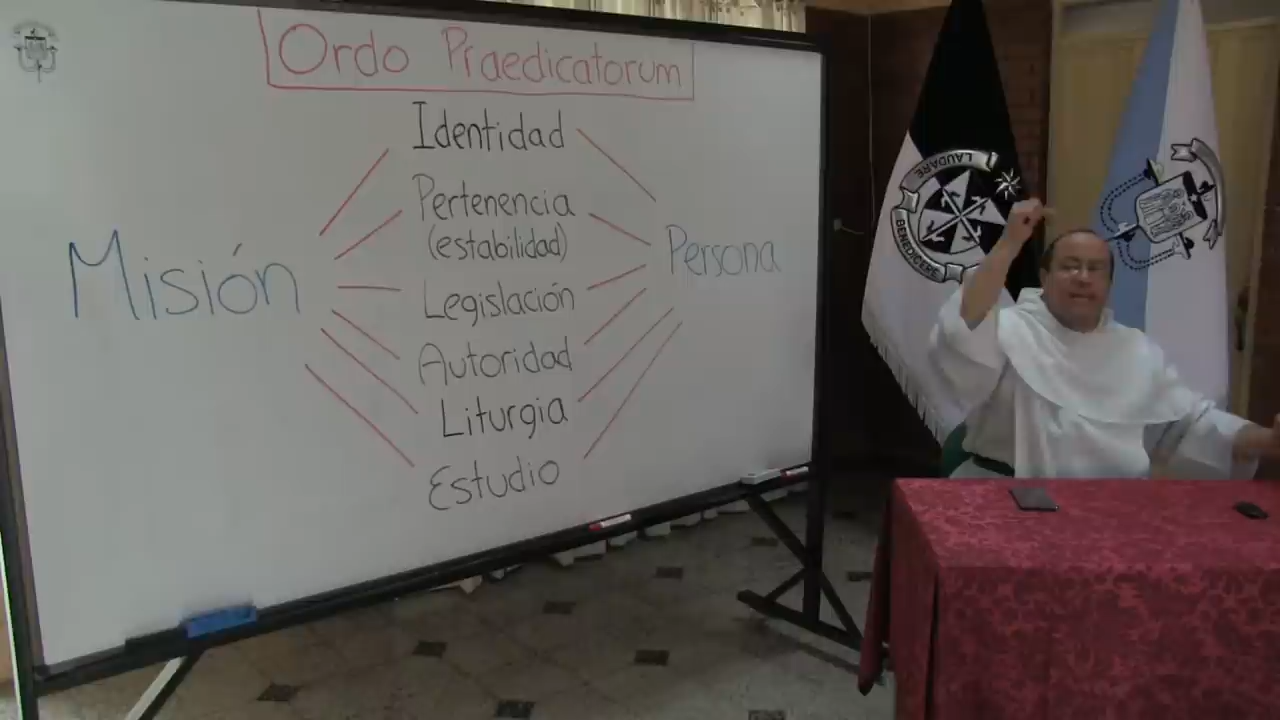 Ordo Praedicatorum
Identidad
Pertenencia
(estabilidad)
Misión
Persona
Legislación
Autoridad
Liturgia
Estudio
LAUDARE
BENEDICERE